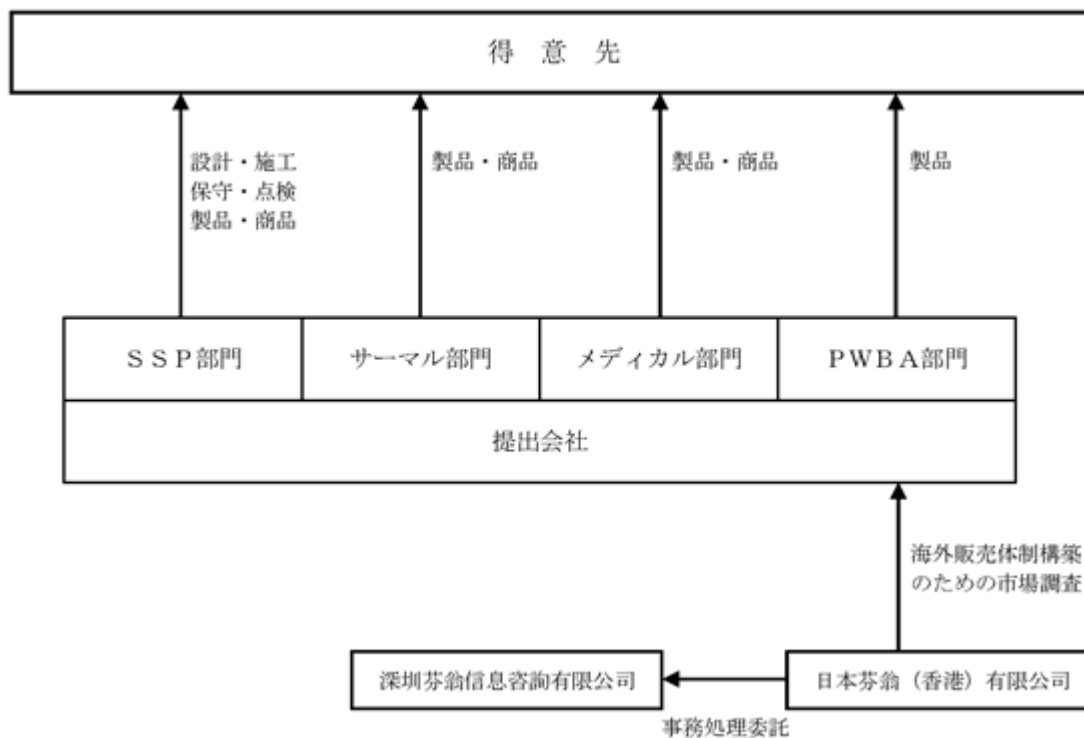 得 意 先
設計・施工
保守・点検
製品・商品
製品・商品
製品・商品
製品
ＳＳＰ部門
サーマル部門
メディカル部門
ＰＷＢＡ部門
提出会社
海外販売体制構築
のための市場調査
深圳芬翁信息咨詢有限公司
日本芬翁（香港）有限公司
事務処理委託